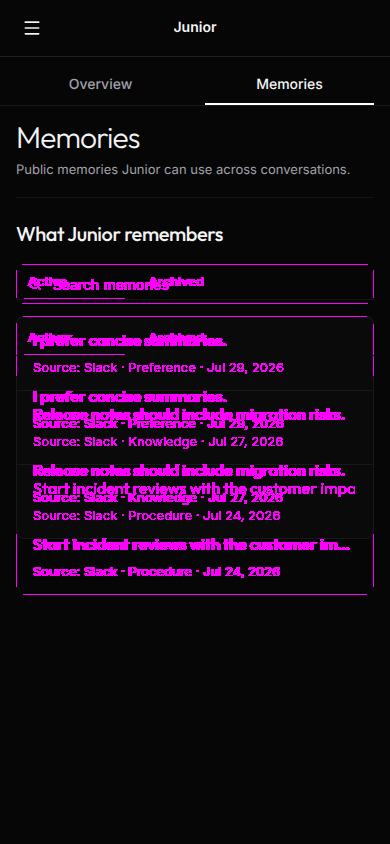 Junior
Overview
Memories
Memories
Public memories Junior can use across conversations.
What Junior remembers
Active
Archived
Search memories
Active
Archived
I prefer concise summaries.
Source: Slack · Preference · Jul 29, 2026
I prefer concise summaries.
Release notes should include migration risks.
Source: Slack · Preference · Jul 29, 2026
Source: Slack · Knowledge · Jul 27, 2026
Release notes should include migration risks.
Start incident reviews with the customer impa
Source: Slack · Knowledge · Jul 27, 2026
Source: Slack · Procedure · Jul 24, 2026
Start incident reviews with the customer im...
Source: Slack · Procedure · Jul 24, 2026